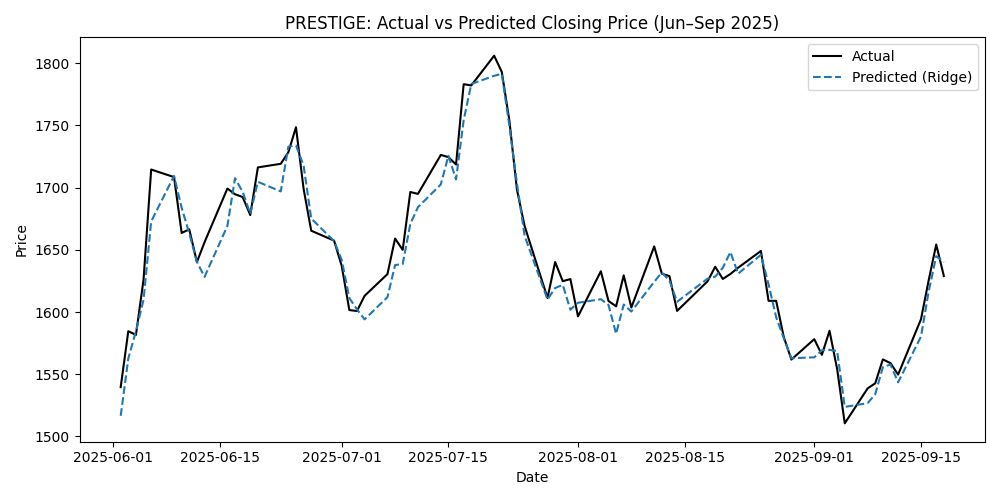 PRESTIGE: Actual vs Predicted Closing Price (Jun–Sep 2025)
Actual
Predicted (Ridge)
Price
1800
1750
1700
1650
1600
1550
1500
2025-06-01 2025-06-15 2025-07-01 2025-07-15 2025-08-01 2025-08-15 2025-09-01 2025-09-15
Date